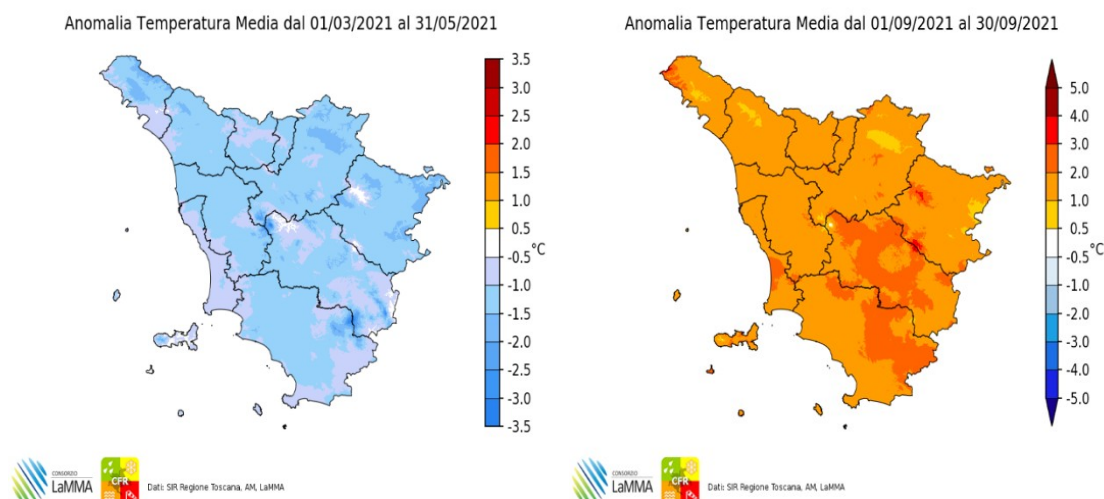 Anomalia Temperatura Media dal 01/03/2021 al 31/05/2021
3.5
3.0
2.5
2.0
1.5
1.0
0.5
-0.5
-1.0
-1.5
-2.0
-2.5
-3.0
-3.5
°C
CONSORZIO
LaMMA
CFR
Dati: SIR Regione Toscana, AM, LaMMA
Anomalia Temperatura Media dal 01/09/2021 al 30/09/2021
5.0
4.0
3.0
2.0
1.0
0.5
-0.5
-1.0
-2.0
-3.0
-4.0
-5.0
°C
CONSORZIO
LaMMA
CFR
Dati: SIR Regione Toscana, AM, LaMMA